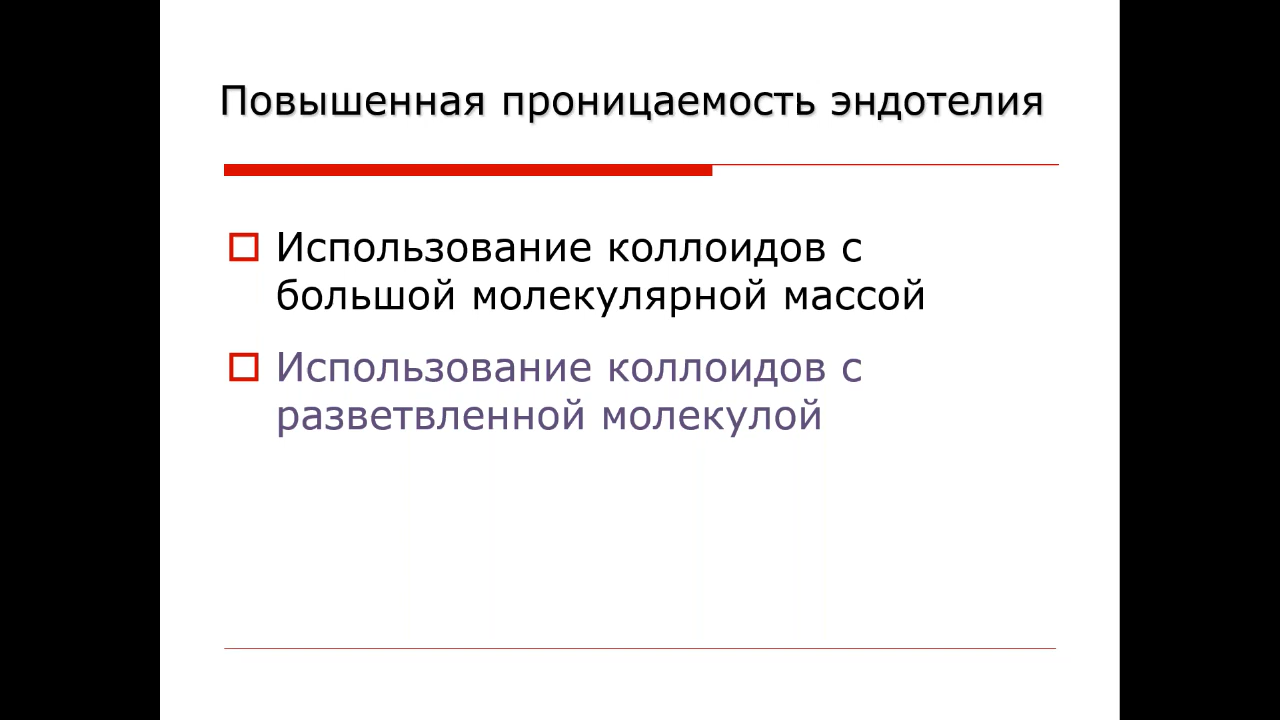 Повышенная проницаемость эндотелия
Использование коллоидов с
большой молекулярной массой
Использование коллоидов с
разветвленной молекулой